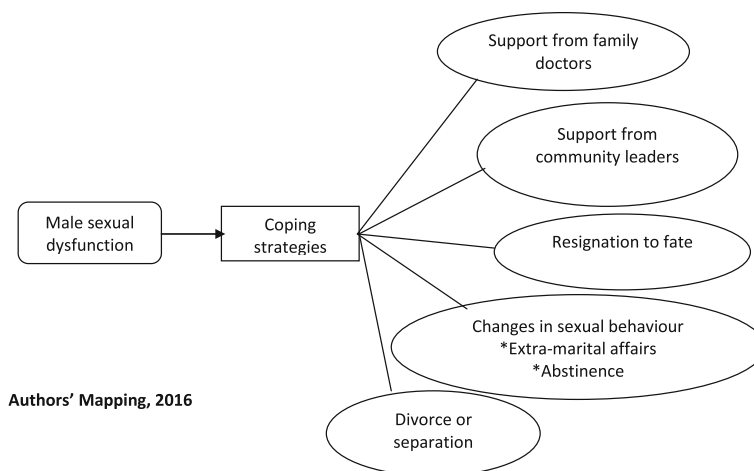 Support from family
doctors
Support from
community leaders
Male sexual
dysfunction
Coping
strategies
Resignation to fate
Changes in sexual behaviour
*Extra-marital affairs
*Abstinence
Authors’ Mapping, 2016
Divorce or
separation